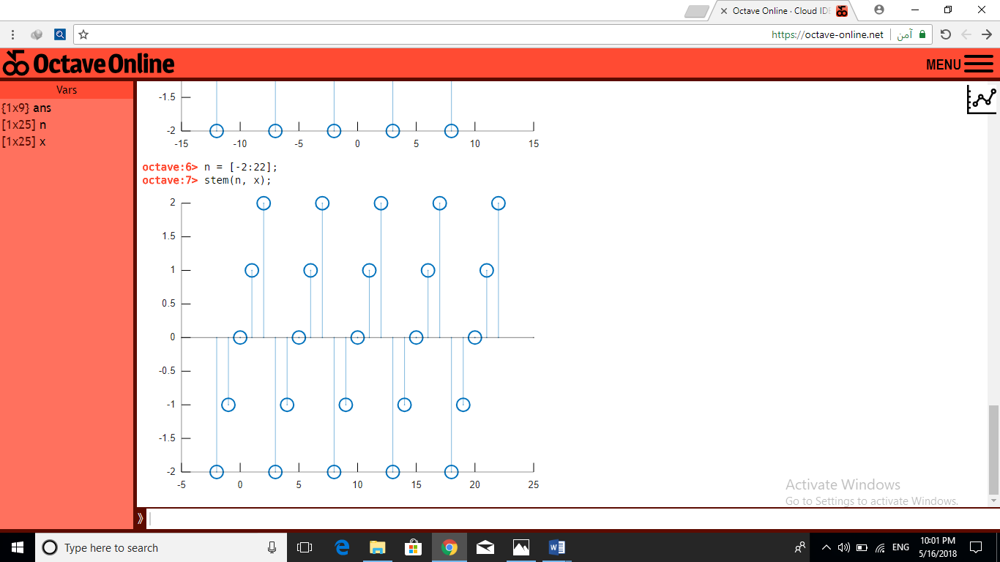 Octave Online · Cloud IDE
https://octave-online.net
آمن
Octave Online
MENU
Vars
{1x9} ans
[1x25] n
[1x25] x
-1.5
-2
-15 -10 -5 0 5 10 15
octave:6> n = [-2:22];
octave:7> stem(n, x);
2
1.5
1
0.5
0
-0.5
-1
-1.5
-2
-5 0 5 10 15 20 25
Activate Windows
Go to Settings to activate Windows.
Type here to search
ENG
10:01 PM
5/16/2018